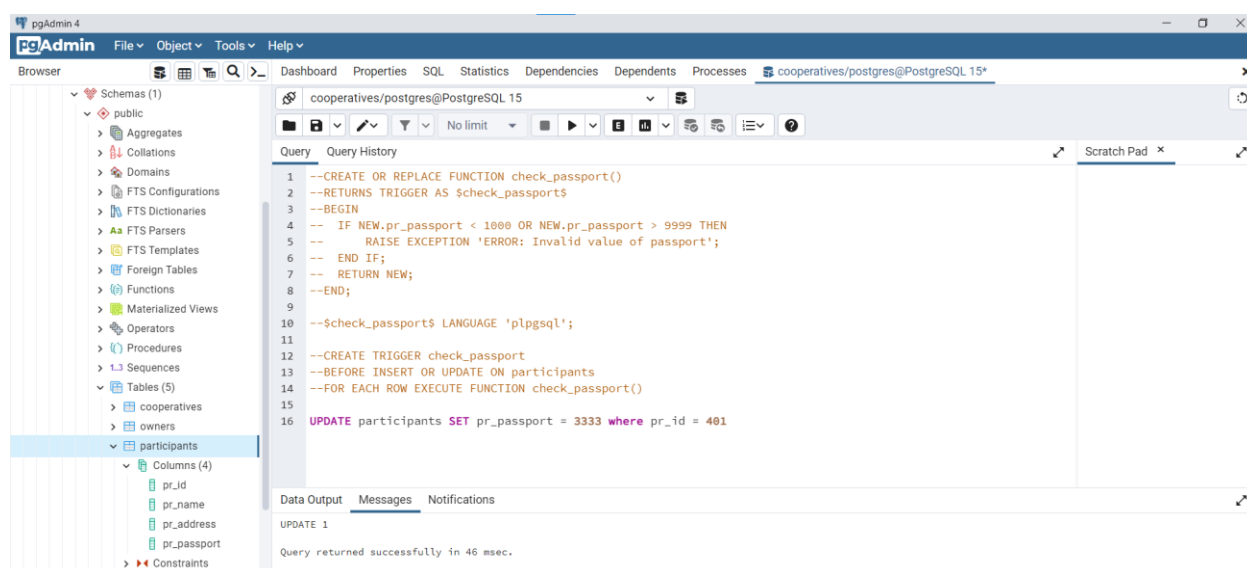 pgAdmin 4
pgAdmin File Object Tools Help
Browser
Dashboard Properties SQL Statistics Dependencies Dependents Processes cooperatives/postgres@PostgreSQL 15*
Schemas (1)
public
Aggregates
Collations
Domains
FTS Configurations
FTS Dictionaries
FTS Parsers
FTS Templates
Foreign Tables
Functions
Materialized Views
Operators
Procedures
1..3 Sequences
Tables (5)
cooperatives
owners
participants
Columns (4)
pr_id
pr_name
pr_address
pr_passport
Constraints
cooperatives/postgres@PostgreSQL 15
No limit
Query Query History
Scratch Pad
1 --CREATE OR REPLACE FUNCTION check_passport()
2 --RETURNS TRIGGER AS $check_passport$
3 --BEGIN
4 -- IF NEW.pr_passport < 1000 OR NEW.pr_passport > 9999 THEN
5 -- RAISE EXCEPTION 'ERROR: Invalid value of passport';
6 -- END IF;
7 -- RETURN NEW;
8 --END;
9
10 --$check_passport$ LANGUAGE 'plpgsql';
11
12 --CREATE TRIGGER check_passport
13 --BEFORE INSERT OR UPDATE ON participants
14 --FOR EACH ROW EXECUTE FUNCTION check_passport()
15
16 UPDATE participants SET pr_passport = 3333 where pr_id = 401
Data Output Messages Notifications
UPDATE 1
Query returned successfully in 46 msec.